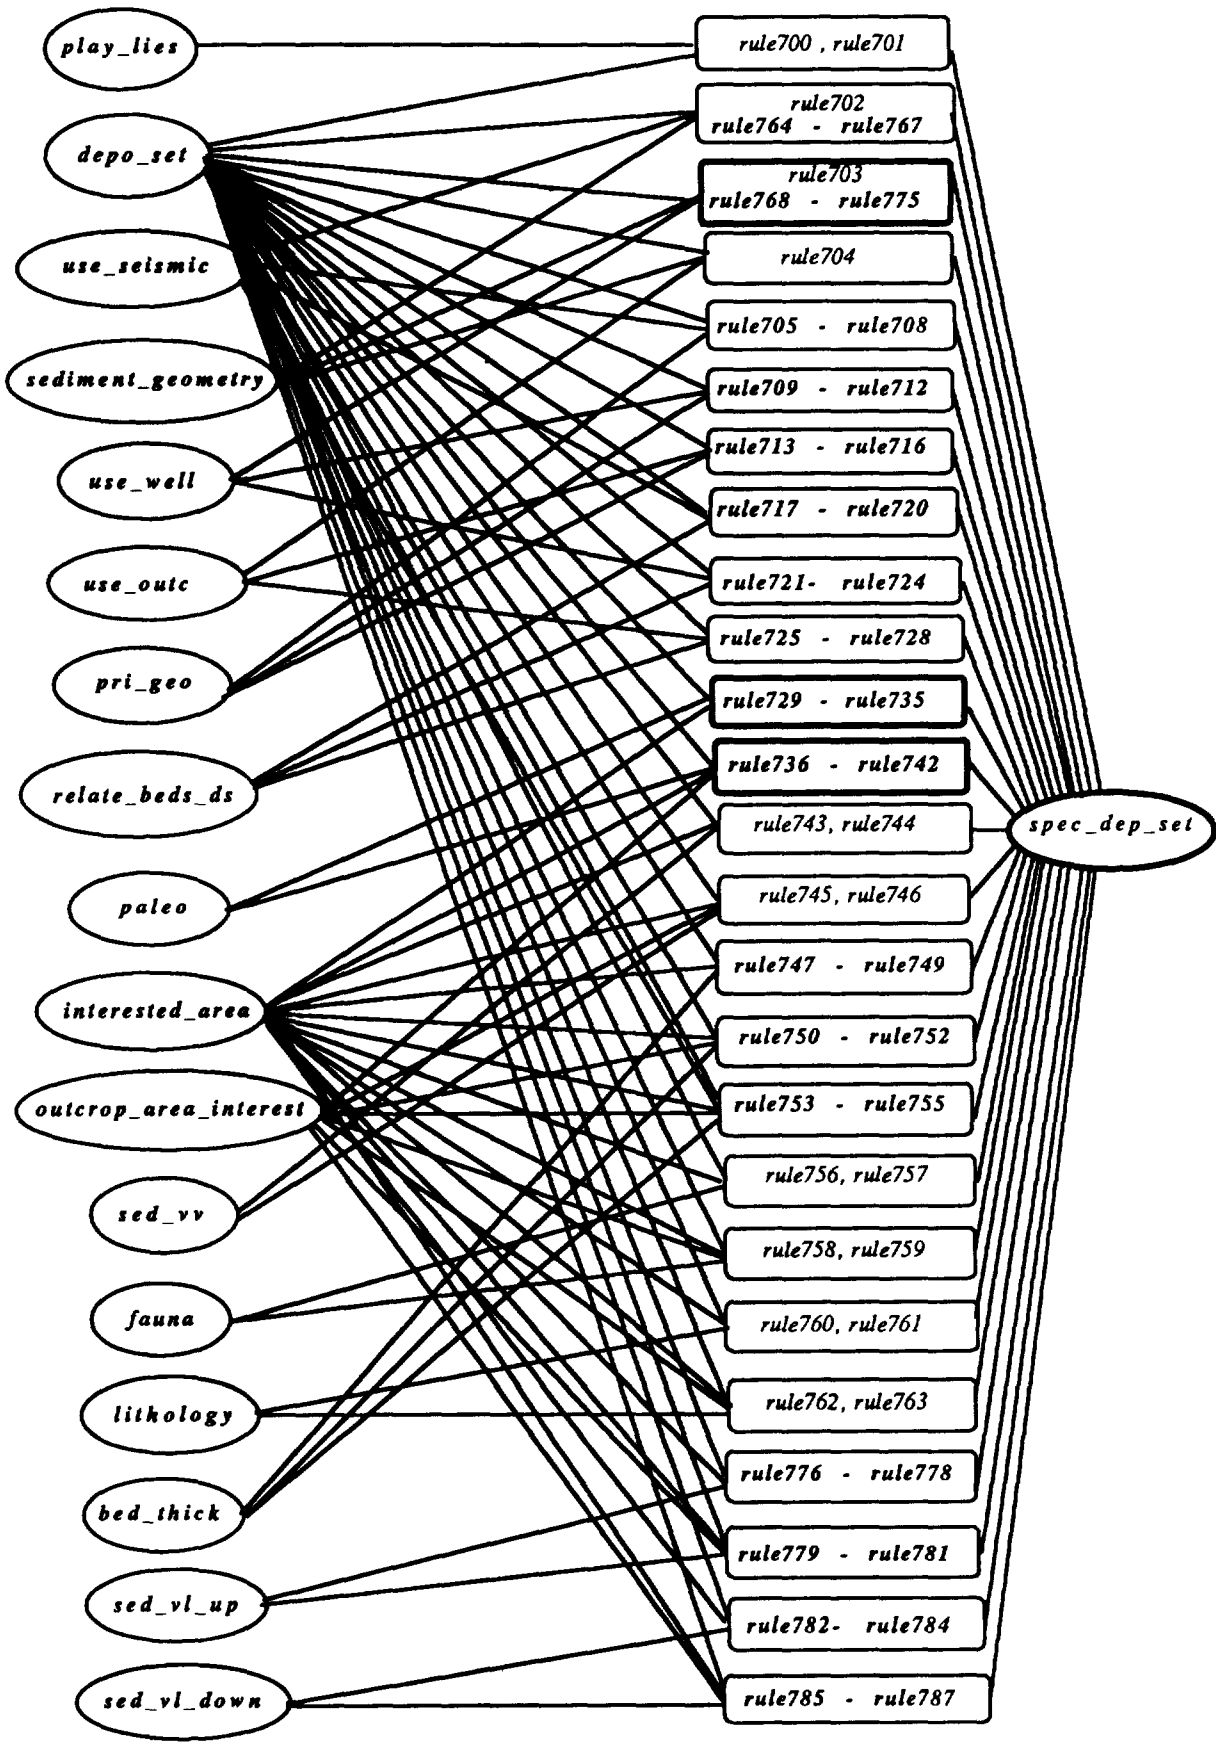 play_lies
depo_set
use_seismic
sediment_geometry
use_well
use_outc
pri_geo
relate_beds_ds
paleo
interested_area
outcrop_area_interest
sed_vv
fauna
lithology
bed_thick
sed_vl_up
sed_vl_down
rule700 , rule701
rule702
rule764 - rule767
rule703
rule768 - rule775
rule704
rule705 - rule708
rule709 - rule712
rule713 - rule716
rule717 - rule720
rule721- rule724
rule725 - rule728
rule729 - rule735
rule736 - rule742
rule743, rule744
rule745, rule746
rule747 - rule749
rule750 - rule752
rule753 - rule755
rule756, rule757
rule758, rule759
rule760, rule761
rule762, rule763
rule776 - rule778
rule779 - rule781
rule782- rule784
rule785 - rule787
spec_dep_set